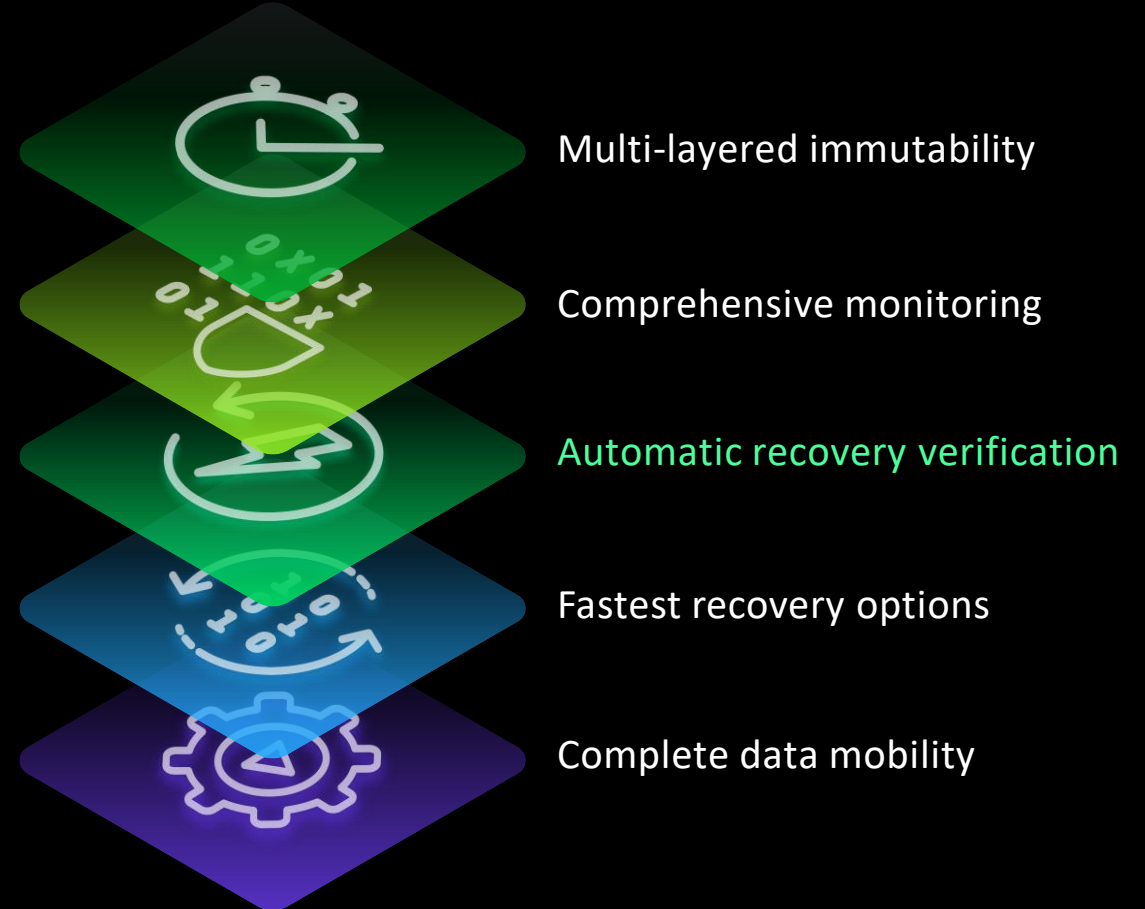 Multi-layered immutability
Comprehensive monitoring
Automatic recovery verification
Fastest recovery options
Complete data mobility